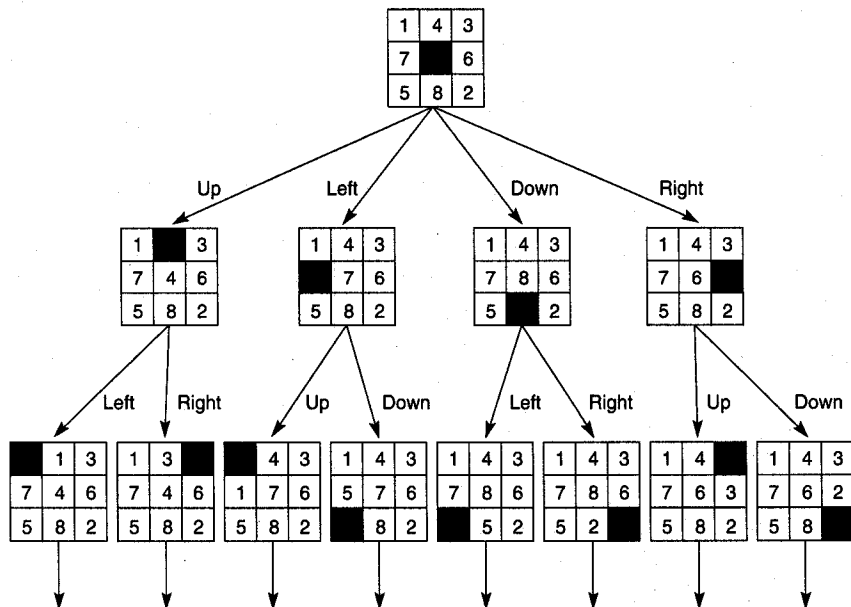 1 4 3
7 6
5 8 2
Up Left Down Right
1 3 1 4 3 1 4 3 1 4 3
7 4 6 7 6 7 8 6 7 6
5 8 2 5 8 2 5 2 5 8 2
Left Right Up Down Left Right Up Down
1 3 1 3 4 3 1 4 3 1 4 3 1 4 3 1 4 1 4 3
7 4 6 7 4 6 1 7 6 5 7 6 7 8 6 7 8 6 7 6 3 7 6 2
5 8 2 5 8 2 5 8 2 8 2 5 2 5 2 5 8 2 5 8